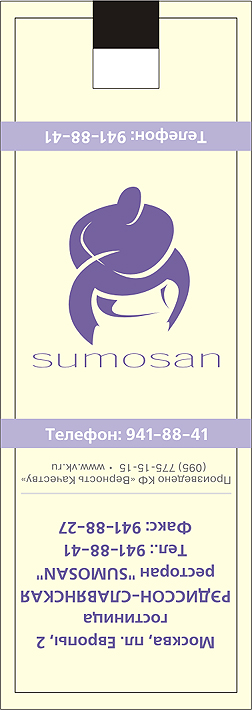 Телефон: 941-88-41
sumosan
Телефон: 941-88-41
Москва, пл. Европы, 2,
гостиница
РЭДИССОН-СЛАВЯНСКАЯ
ресторан "SUMOSAN"
Тел.: 941-88-41
Факс: 941-88-27
Произведено КФ «Верность Качеству»
(095) 775-15-15 • www.vk.ru